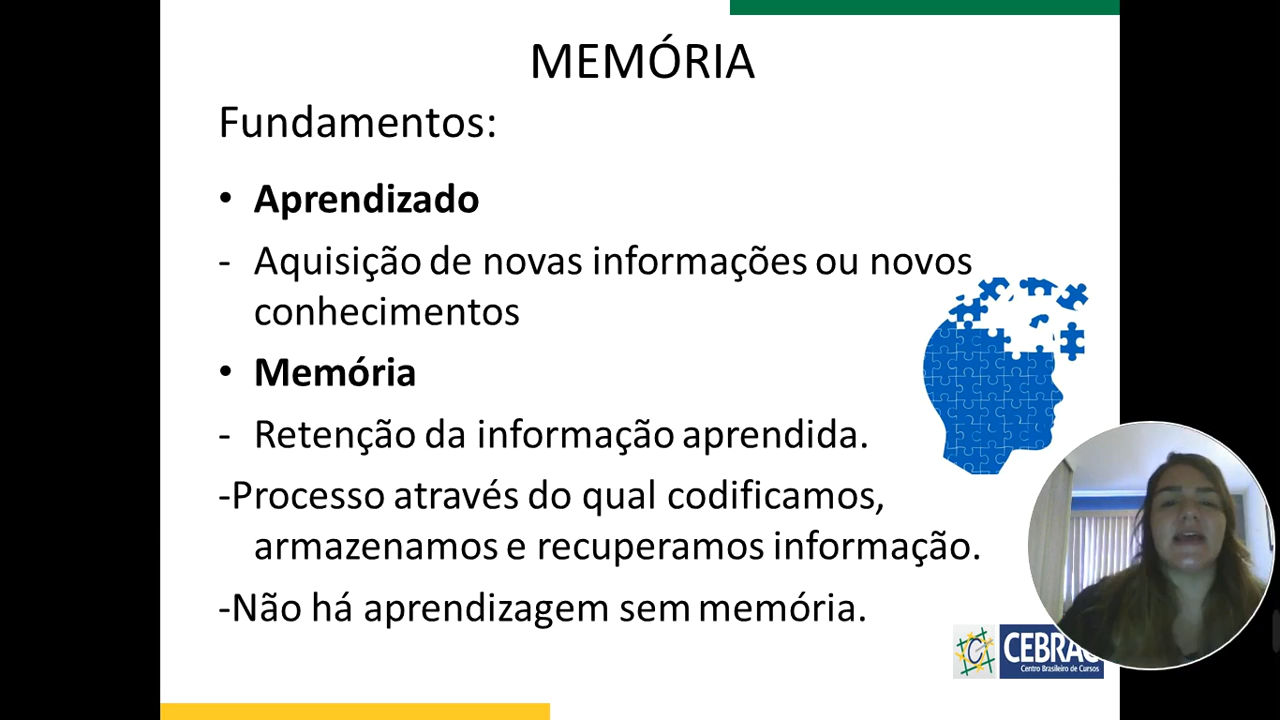 MEMÓRIA
Fundamentos:
• Aprendizado
- Aquisição de novas informações ou novos
conhecimentos
• Memória
- Retenção da informação aprendida.
-Processo através do qual codificamos,
armazenamos e recuperamos informação.
-Não há aprendizagem sem memória.
CEBRAC
Centro Brasileiro de Cursos